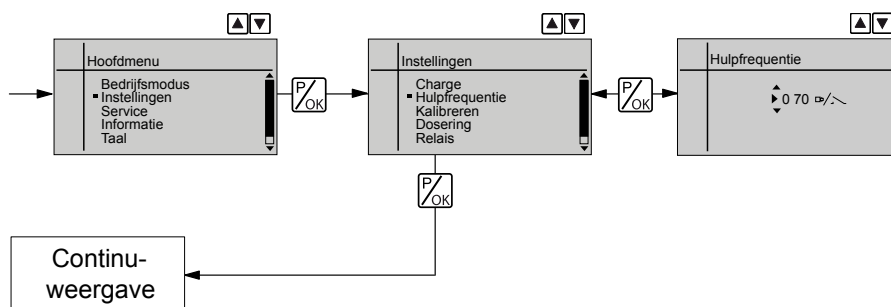 Hoofdmenu
Bedrijfsmodus
Instellingen
Service
Informatie
Taal
P/OK
Instellingen
Charge
Hulpfrequentie
Kalibreren
Dosering
Relais
P/OK
Hulpfrequentie
0 70
P/OK
Continu-
weergave